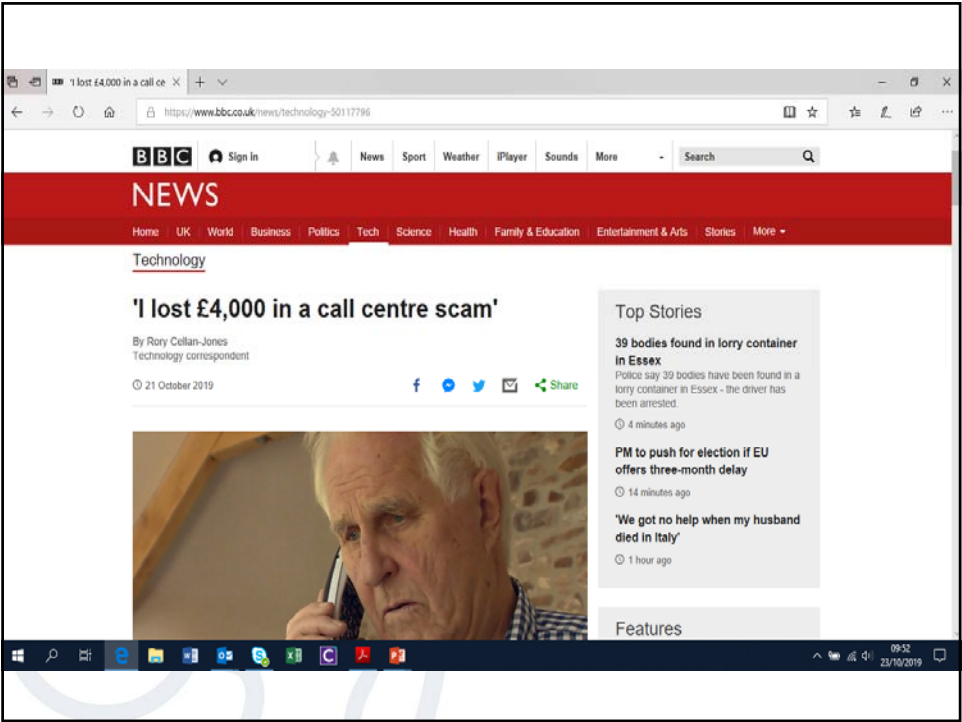 'I lost £4,000 in a call ce
https://www.bbc.co.uk/news/technology-50117796
BBC Sign in News Sport Weather iPlayer Sounds More Search
NEWS
Home UK World Business Politics Tech Science Health Family & Education Entertainment & Arts Stories More
Technology
'I lost £4,000 in a call centre scam'
By Rory Cellan-Jones
Technology correspondent
21 October 2019
Share
Top Stories
39 bodies found in lorry container
in Essex
Police say 39 bodies have been found in a
lorry container in Essex - the driver has
been arrested.
4 minutes ago
PM to push for election if EU
offers three-month delay
14 minutes ago
'We got no help when my husband
died in Italy'
1 hour ago
Features
09:52
23/10/2019